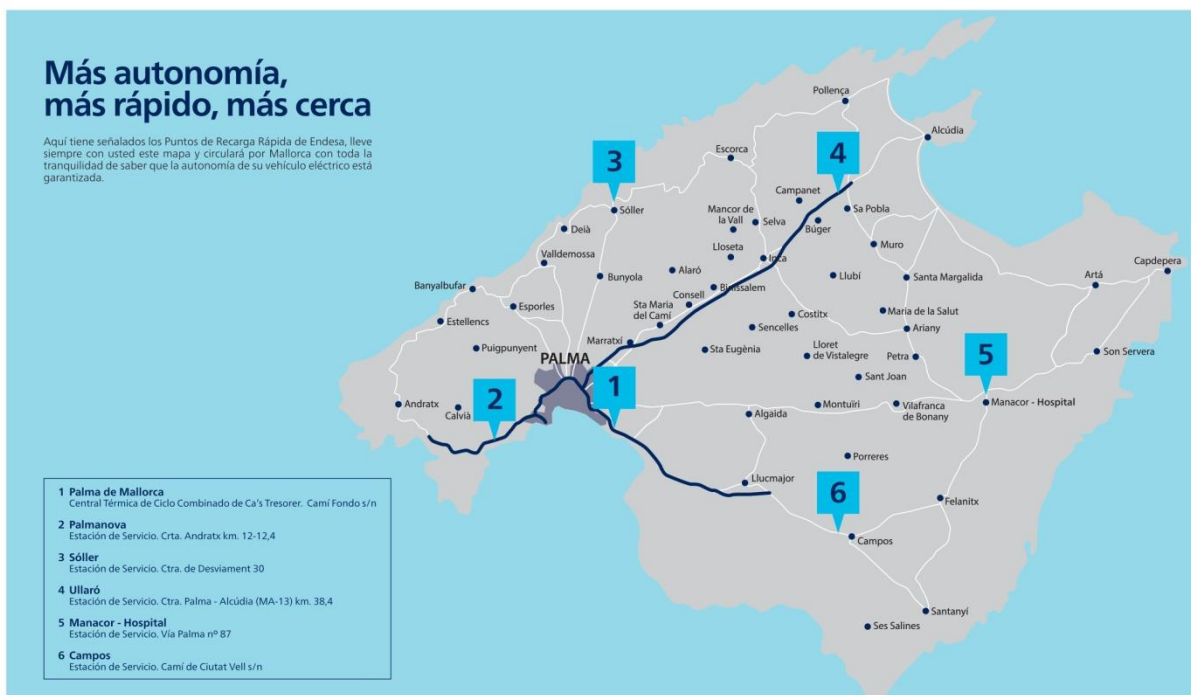 Más autonomía,
más rápido, más cerca
Aquí tiene señalados los Puntos de Recarga Rápida de Endesa, lleve
siempre con usted este mapa y circulará por Mallorca con toda la
tranquilidad de saber que la autonomía de su vehículo eléctrico está
garantizada.
Pollença
Alcúdia
4
Escorca
3
Campanet
Sa Pobla
Mancor de
la Vall
Selva
Búger
Sóller
Deià
Muro
Lloseta
Inca
Valldemossa
Capdepera
Bunyola
Alaró
Llubí
Santa Margalida
Artá
Banyalbufar
Binissalem
Consell
Esporles
Sta Maria
del Camí
Costitx
Maria de la Salut
Estellencs
Sencelles
Ariany
Marratxí
Puigpunyent
PALMA
Sta Eugènia
Lloret
de Vistalegre
Petra
Son Servera
5
Sant Joan
1
2
Andratx
Calvià
Algaida
Montuïri
Vilafranca
de Bonany
Manacor - Hospital
Porreres
Llucmajor
6
Felanitx
Campos
Santanyí
Ses Salines
1 Palma de Mallorca
Central Térmica de Ciclo Combinado de Ca's Tresorer. Camí Fondo s/n
2 Palmanova
Estación de Servicio. Crta. Andratx km. 12-12,4
3 Sóller
Estación de Servicio. Ctra. de Desviament 30
4 Ullaró
Estación de Servicio. Ctra. Palma - Alcúdia (MA-13) km. 38,4
5 Manacor - Hospital
Estación de Servicio. Vía Palma nº 87
6 Campos
Estación de Servicio. Camí de Ciutat Vell s/n